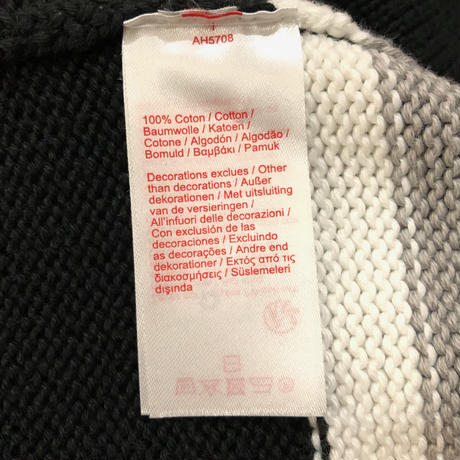 AH5708
100% Coton / Cotton /
Baumwolle / Katoen /
Cotone / Algodón / Algodão /
Bomuld / Βαμβάκι / Pamuk
Decorations exclues / Other
than decorations / Außer
dekorationen / Met uitsluiting
van de versieringen /
All'infuori delle decorazioni /
Con exclusión de las
decoraciones / Excluindo
as decorações / Andre end
dekorationer / Εκτός από τις
διακοσμήσεις / Süslemeleri
dışında